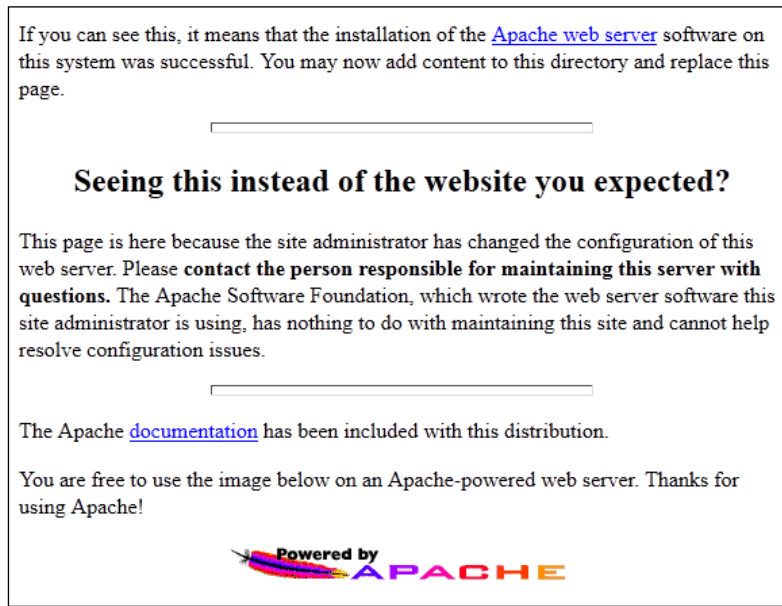 If you can see this, it means that the installation of the Apache web server software on
this system was successful. You may now add content to this directory and replace this
page.
Seeing this instead of the website you expected?
This page is here because the site administrator has changed the configuration of this
web server. Please contact the person responsible for maintaining this server with
questions. The Apache Software Foundation, which wrote the web server software this
site administrator is using, has nothing to do with maintaining this site and cannot help
resolve configuration issues.
The Apache documentation has been included with this distribution.
You are free to use the image below on an Apache-powered web server. Thanks for
using Apache!
Powered by
APACHE